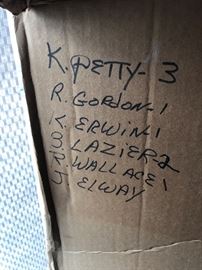 K. PETTY- 3
R. GORDON-1
K. ERWIN-1
LAZIER-2
WALLACE 1
ELWAY